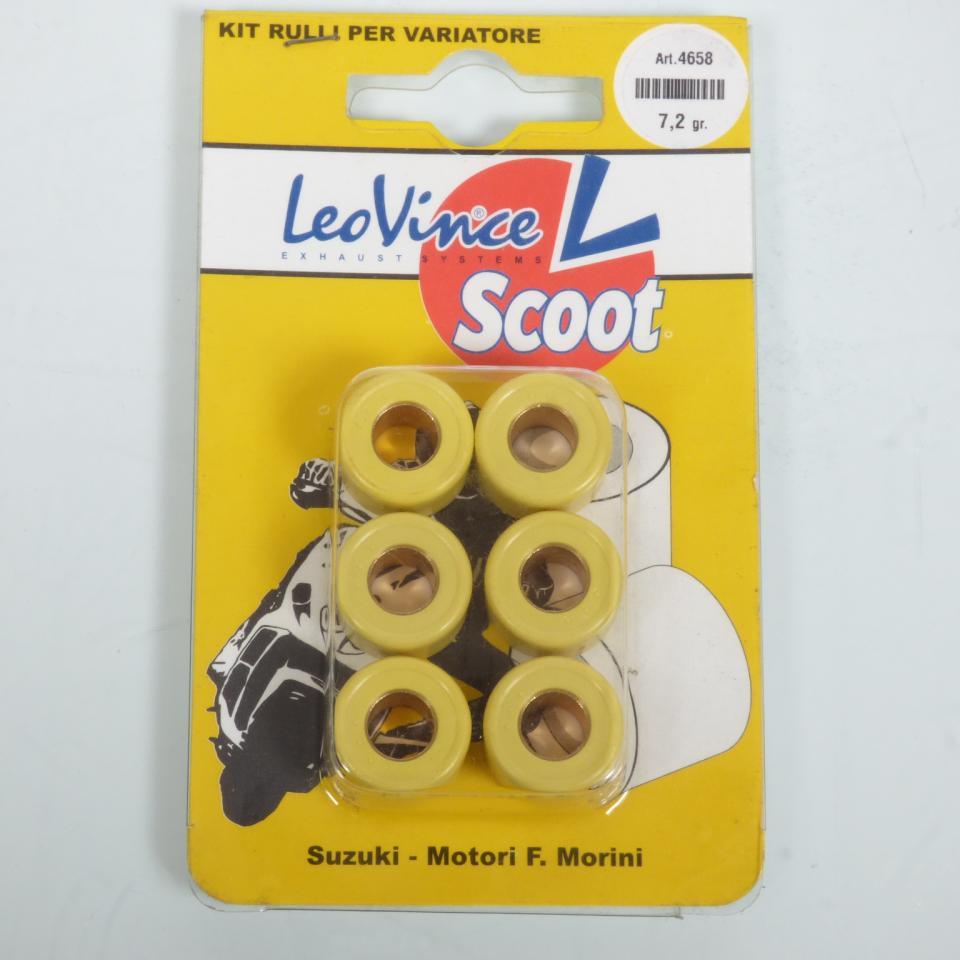 KIT RULLI PER VARIATORE
Art.4658
7,2 gr.
LeoVince®
EXHAUST SYSTEMS
Scoot
Suzuki - Motori F. Morini